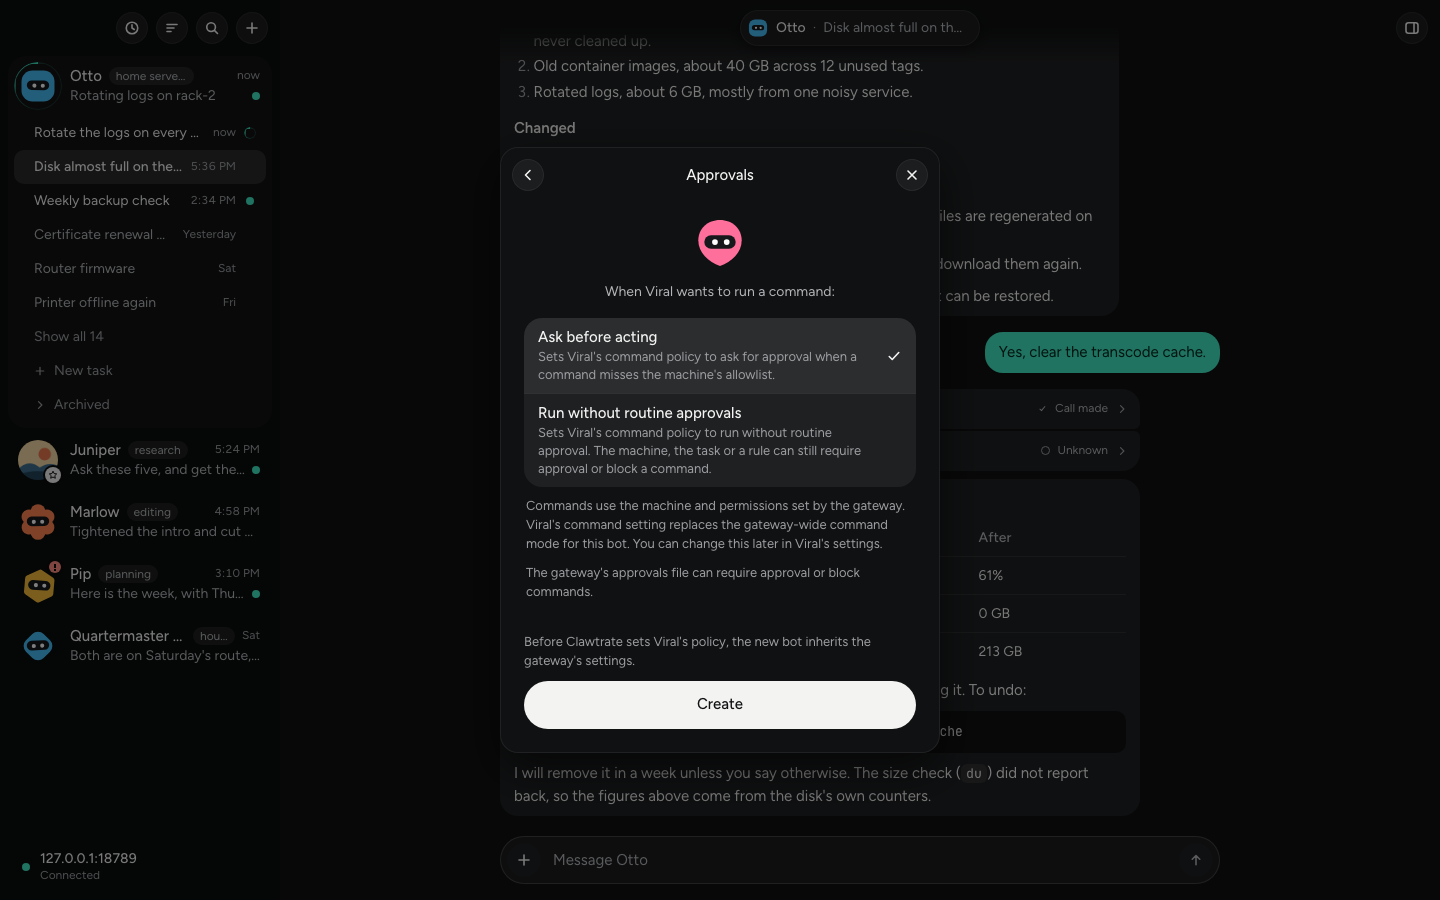 Otto · Disk almost full on th...
Otto home serve... now
Rotating logs on rack-2
Rotate the logs on every ... now
Disk almost full on the... 5:36 PM
Weekly backup check 2:34 PM
Certificate renewal ... Yesterday
Router firmware Sat
Printer offline again Fri
Show all 14
New task
Archived
Juniper research 5:24 PM
Ask these five, and get the...
Marlow editing 4:58 PM
Tightened the intro and cut ...
Pip planning 3:10 PM
Here is the week, with Thu...
Quartermaster ... hou... Sat
Both are on Saturday's route,...
127.0.0.1:18789
Connected
never cleaned up.
2. Old container images, about 40 GB across 12 unused tags.
3. Rotated logs, about 6 GB, mostly from one noisy service.
Changed
iles are regenerated on
download them again.
can be restored.
Yes, clear the transcode cache.
Call made
Unknown
After
61%
0 GB
213 GB
g it. To undo:
che
I will remove it in a week unless you say otherwise. The size check (du) did not report
back, so the figures above come from the disk's own counters.
Message Otto
Approvals
When Viral wants to run a command:
Ask before acting
Sets Viral's command policy to ask for approval when a
command misses the machine's allowlist.
Run without routine approvals
Sets Viral's command policy to run without routine
approval. The machine, the task or a rule can still require
approval or block a command.
Commands use the machine and permissions set by the gateway.
Viral's command setting replaces the gateway-wide command
mode for this bot. You can change this later in Viral's settings.
The gateway's approvals file can require approval or block
commands.
Before Clawtrate sets Viral's policy, the new bot inherits the
gateway's settings.
Create